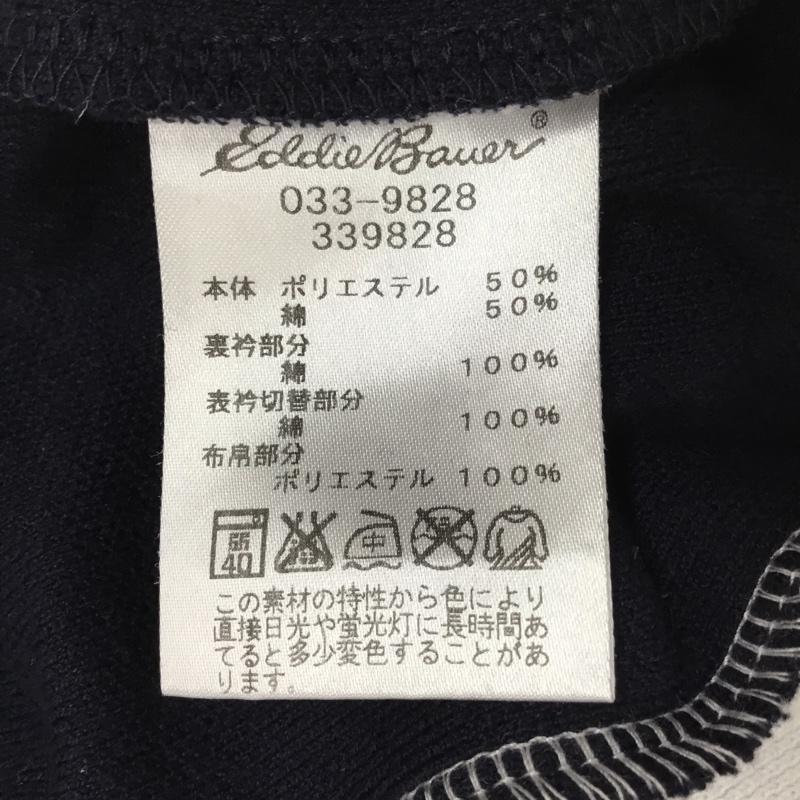 Eddie Bauer®
033-9828
339828
本体 ポリエステル 50%
綿 50%
裏衿部分
綿 100%
表衿切替部分
綿 100%
布帛部分
ポリエステル 100%
弱 40 中
この素材の特性から色により
直接日光や蛍光灯に長時間あ
てると多少変色することがあ
ります。